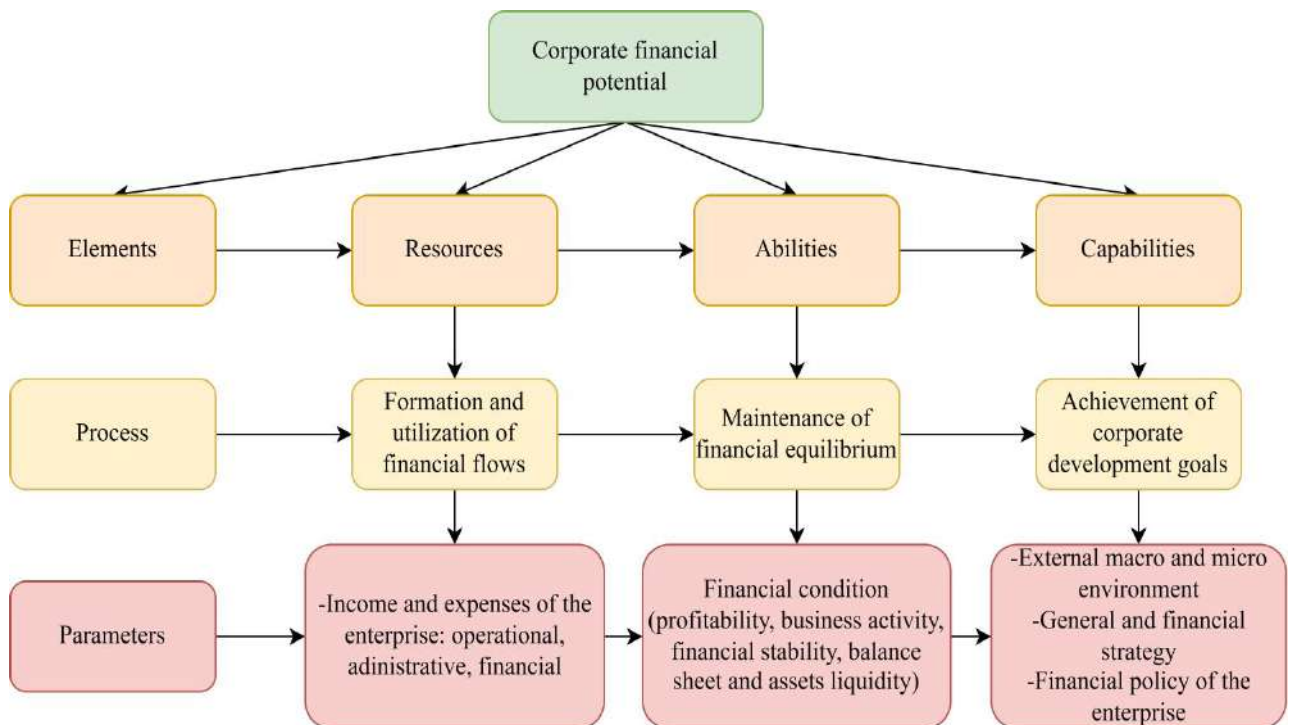 Corporate financial
potential
Elements
Resources
Abilities
Capabilities
Process
Formation and
utilization of
financial flows
Maintenance of
financial equilibrium
Achievement of
corporate
development goals
Parameters
-Income and expenses of the
enterprise: operational,
adinistrative, financial
Financial condition
(profitability, business activity,
financial stability, balance
sheet and assets liquidity)
-External macro and micro
environment
-General and financial
strategy
-Financial policy of the
enterprise